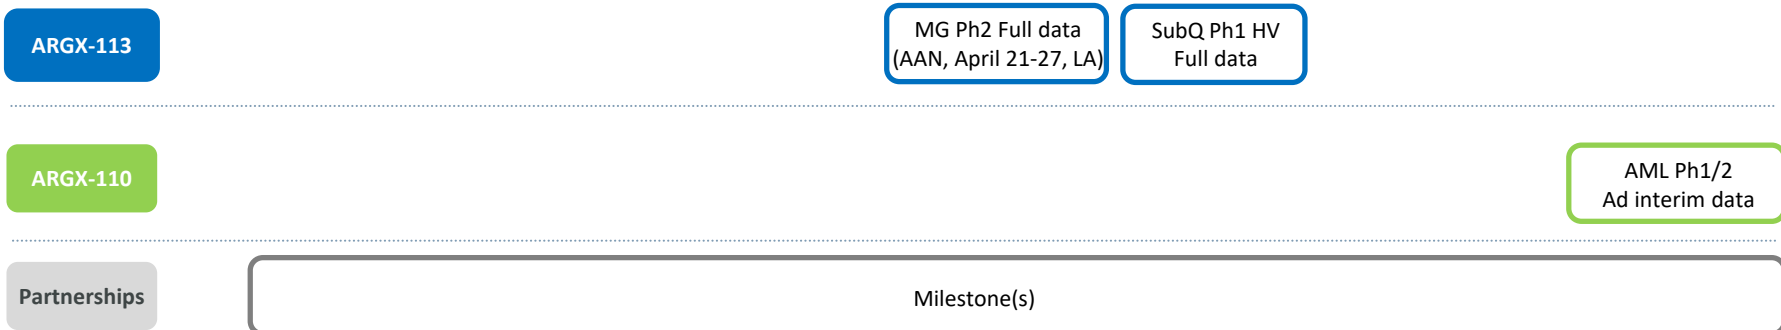 ARGX-113
MG Ph2 Full data
(AAN, April 21-27, LA)
SubQ Ph1 HV
Full data
ARGX-110
AML Ph1/2
Ad interim data
Partnerships
Milestone(s)